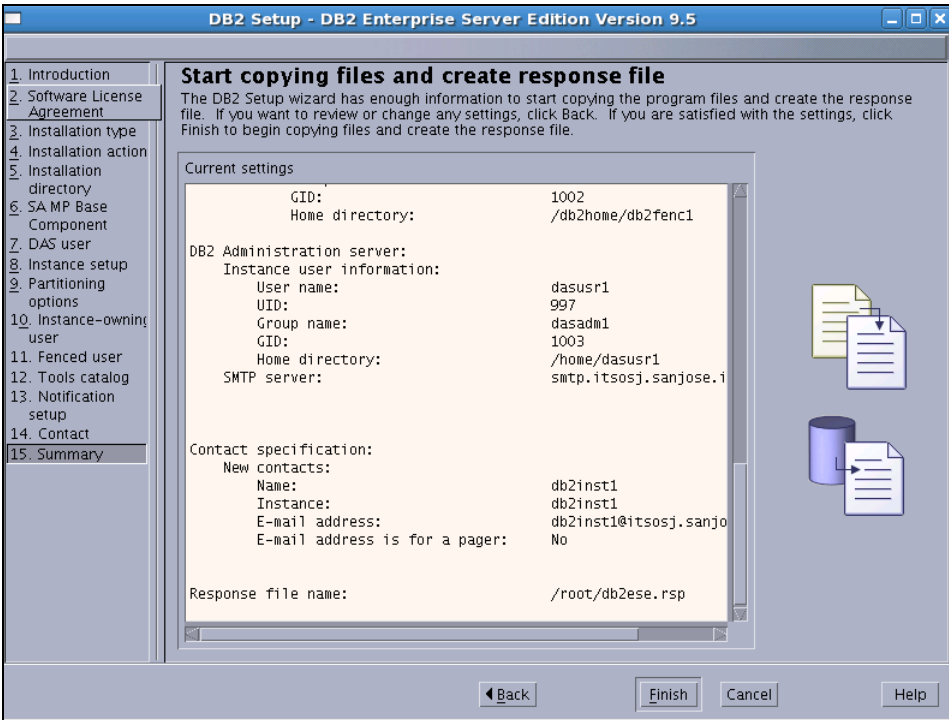 DB2 Setup - DB2 Enterprise Server Edition Version 9.5
1. Introduction
2. Software License
Agreement
3. Installation type
4. Installation action
5. Installation
directory
6. SA MP Base
Component
7. DAS user
8. Instance setup
9. Partitioning
options
10. Instance-owning
user
11. Fenced user
12. Tools catalog
13. Notification
setup
14. Contact
15. Summary
Start copying files and create response file
The DB2 Setup wizard has enough information to start copying the program files and create the response
file. If you want to review or change any settings, click Back. If you are satisfied with the settings, click
Finish to begin copying files and create the response file.
Current settings
GID: 1002
Home directory: /db2home/db2fenc1
DB2 Administration server:
Instance user information:
User name: dasusr1
UID: 997
Group name: dasadm1
GID: 1003
Home directory: /home/dasusr1
SMTP server: smtp.itsosj.sanjose.i
Contact specification:
New contacts:
Name: db2inst1
Instance: db2inst1
E-mail address: db2inst1@itsosj.sanjo
E-mail address is for a pager: No
Response file name: /root/db2ese.rsp
Back
Finish
Cancel
Help